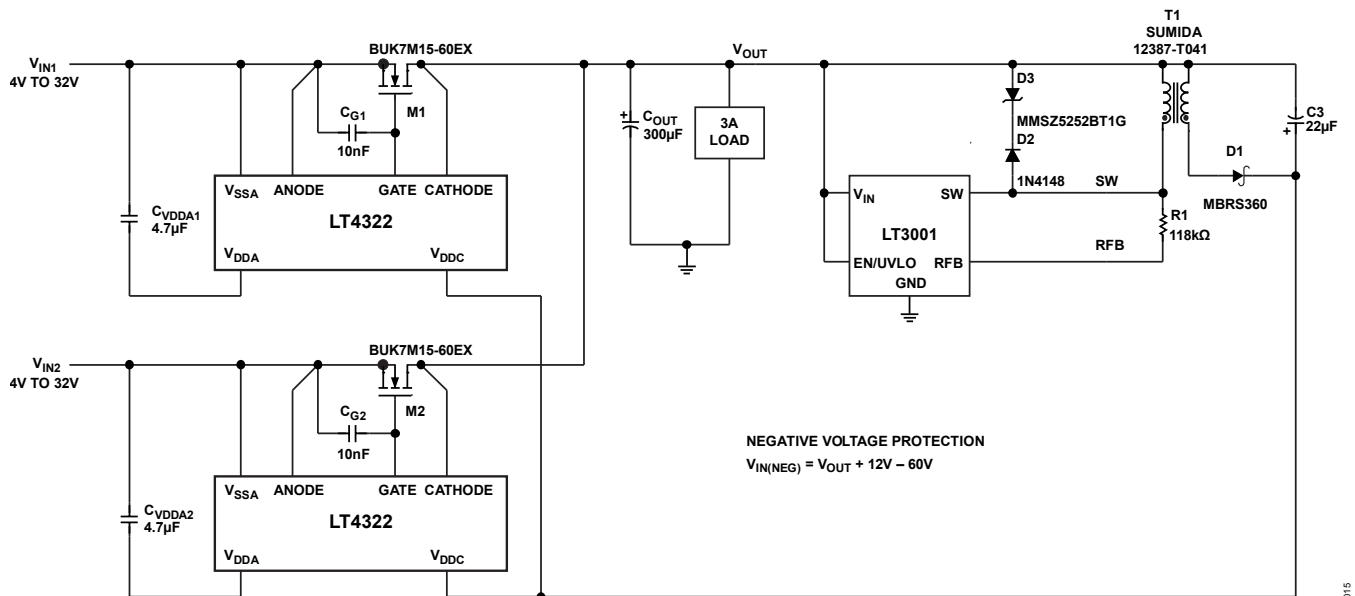 T1
SUMIDA
12387-T041
BUK7M15-60EX
VIN1
4V TO 32V
VOUT
M1
CG1
10nF
COUT
300µF
+
3A
LOAD
D3
MMSZ5252BT1G
D2
1N4148
C3
22µF
+
D1
MBRS360
SW
R1
118kΩ
RFB
VSSA ANODE GATE CATHODE
LT4322
VDDA VDDC
CVDDA1
4.7µF
VIN SW
LT3001
EN/UVLO RFB
GND
BUK7M15-60EX
VIN2
4V TO 32V
M2
CG2
10nF
NEGATIVE VOLTAGE PROTECTION
VIN(NEG) = VOUT + 12V – 60V
VSSA ANODE GATE CATHODE
LT4322
VDDA VDDC
CVDDA2
4.7µF
015